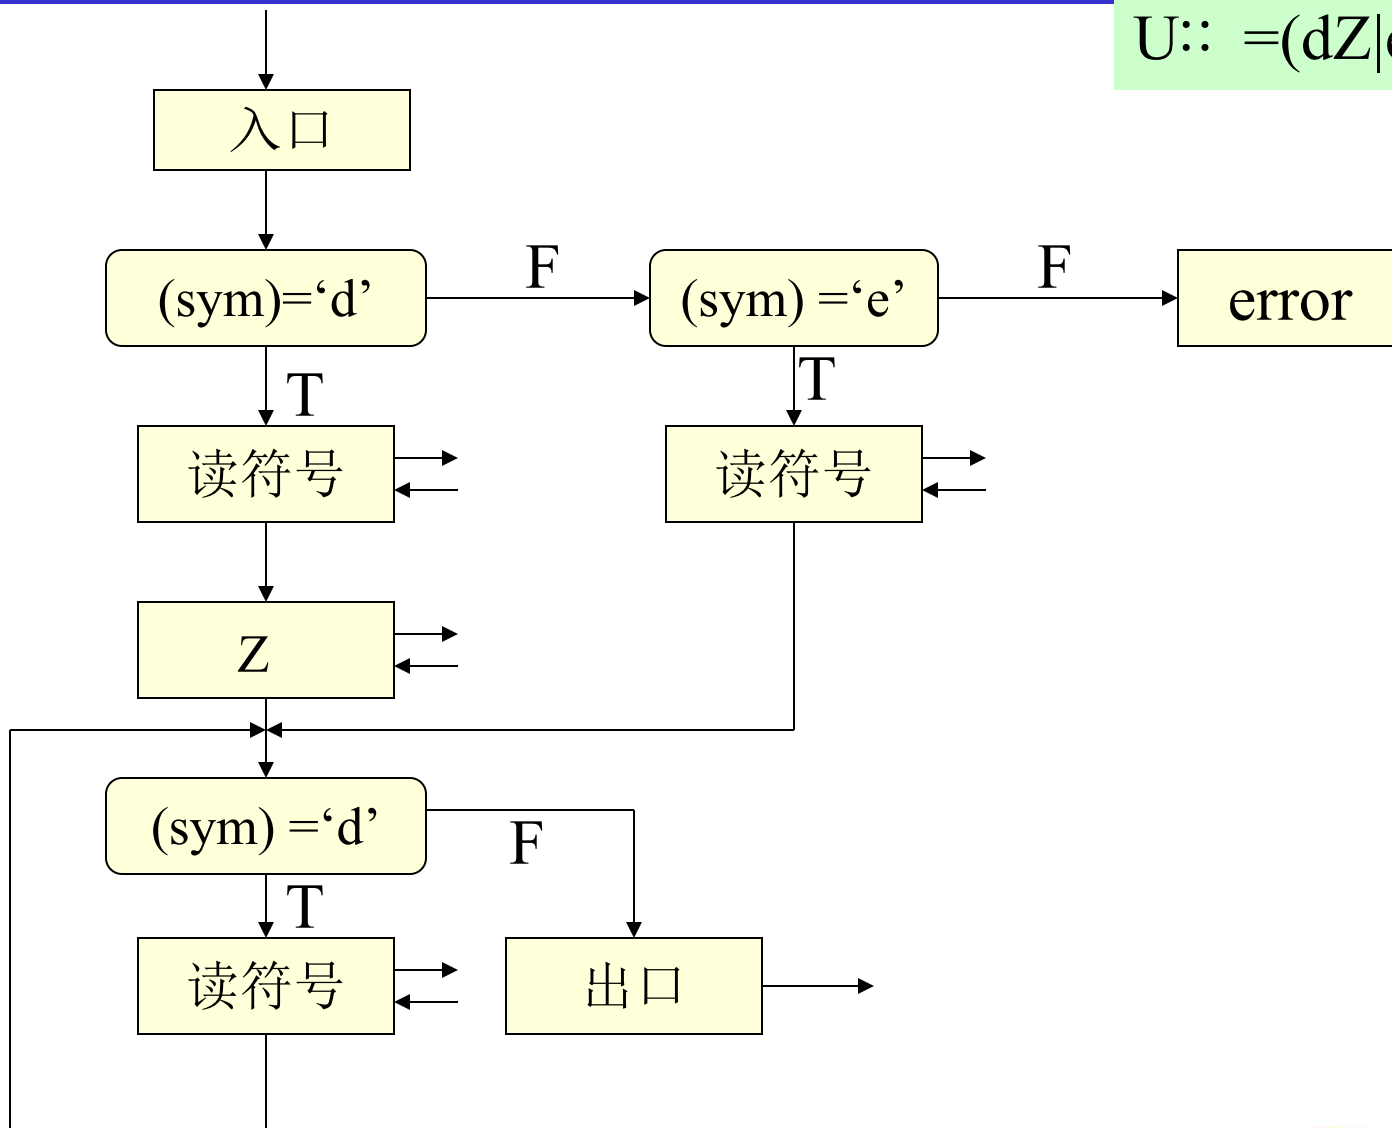 U∷ =(dZ|e
入口
(sym)=‘d’
F
(sym) =‘e’
F
error
T
T
读符号
读符号
Z
(sym) =‘d’
F
T
读符号
出口